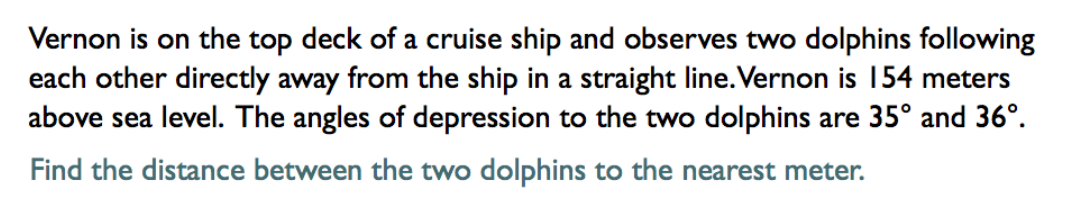 Vernon is on the top deck of a cruise ship and observes two dolphins following
each other directly away from the ship in a straight line. Vernon is 154 meters
above sea level. The angles of depression to the two dolphins are 35° and 36°.
Find the distance between the two dolphins to the nearest meter.